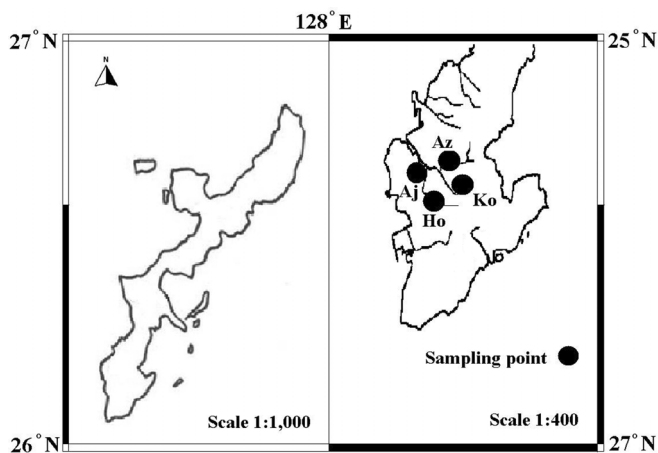 128°E
27°N
25°N
N
Az
Aj
Ko
Ho
Sampling point
Scale 1:1,000
Scale 1:400
26°N
27°N